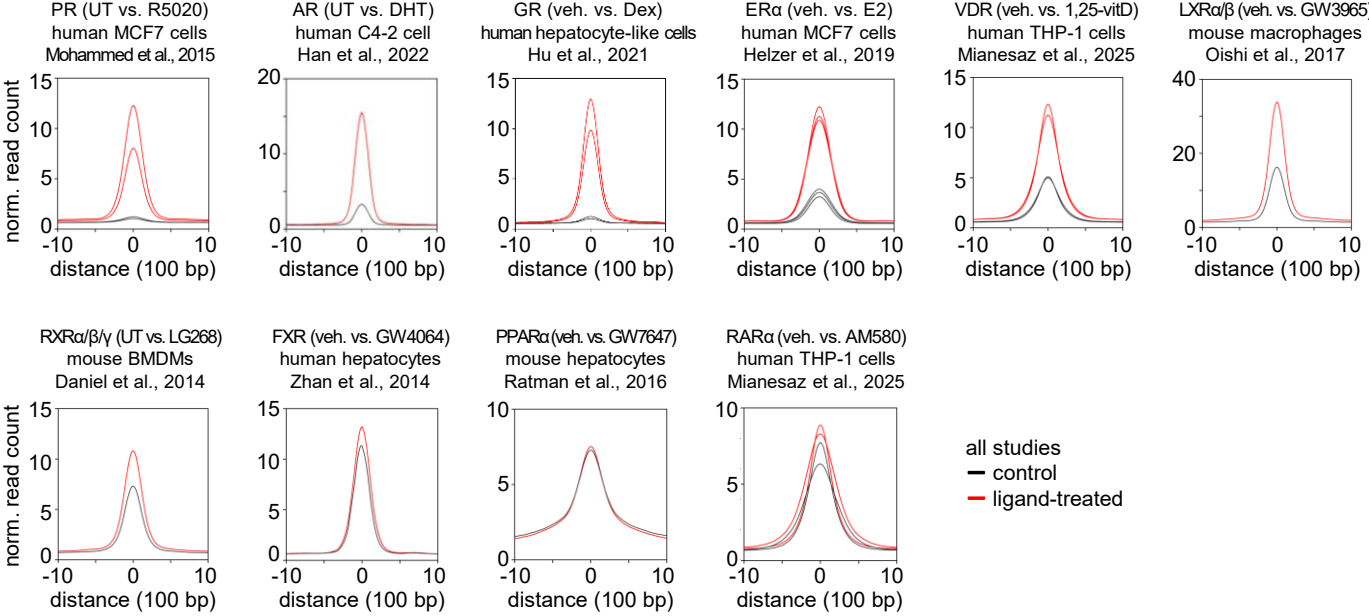 PR (UT vs. R5020)
human MCF7 cells
Mohammed et al., 2015
AR (UT vs. DHT)
human C4-2 cell
Han et al., 2022
GR (veh. vs. Dex)
human hepatocyte-like cells
Hu et al., 2021
ERα (veh. vs. E2)
human MCF7 cells
Helzer et al., 2019
VDR (veh. vs. 1,25-vitD)
human THP-1 cells
Mianesaz et al., 2025
LXRα/β (veh. vs. GW3965)
mouse macrophages
Oishi et al., 2017
norm. read count
15
10
5
0
-10 0 10
distance (100 bp)
20
10
0
-10 0 10
distance (100 bp)
15
10
5
0
-10 0 10
distance (100 bp)
15
10
5
0
-10 0 10
distance (100 bp)
15
10
5
0
-10 0 10
distance (100 bp)
40
20
0
-10 0 10
distance (100 bp)
RXRα/β/γ (UT vs. LG268)
mouse BMDMs
Daniel et al., 2014
FXR (veh. vs. GW4064)
human hepatocytes
Zhan et al., 2014
PPARα (veh. vs. GW7647)
mouse hepatocytes
Ratman et al., 2016
RARα (veh. vs. AM580)
human THP-1 cells
Mianesaz et al., 2025
norm. read count
15
10
5
0
-10 0 10
distance (100 bp)
15
10
5
0
-10 0 10
distance (100 bp)
10
5
0
-10 0 10
distance (100 bp)
10
5
0
-10 0 10
distance (100 bp)
all studies
control
ligand-treated